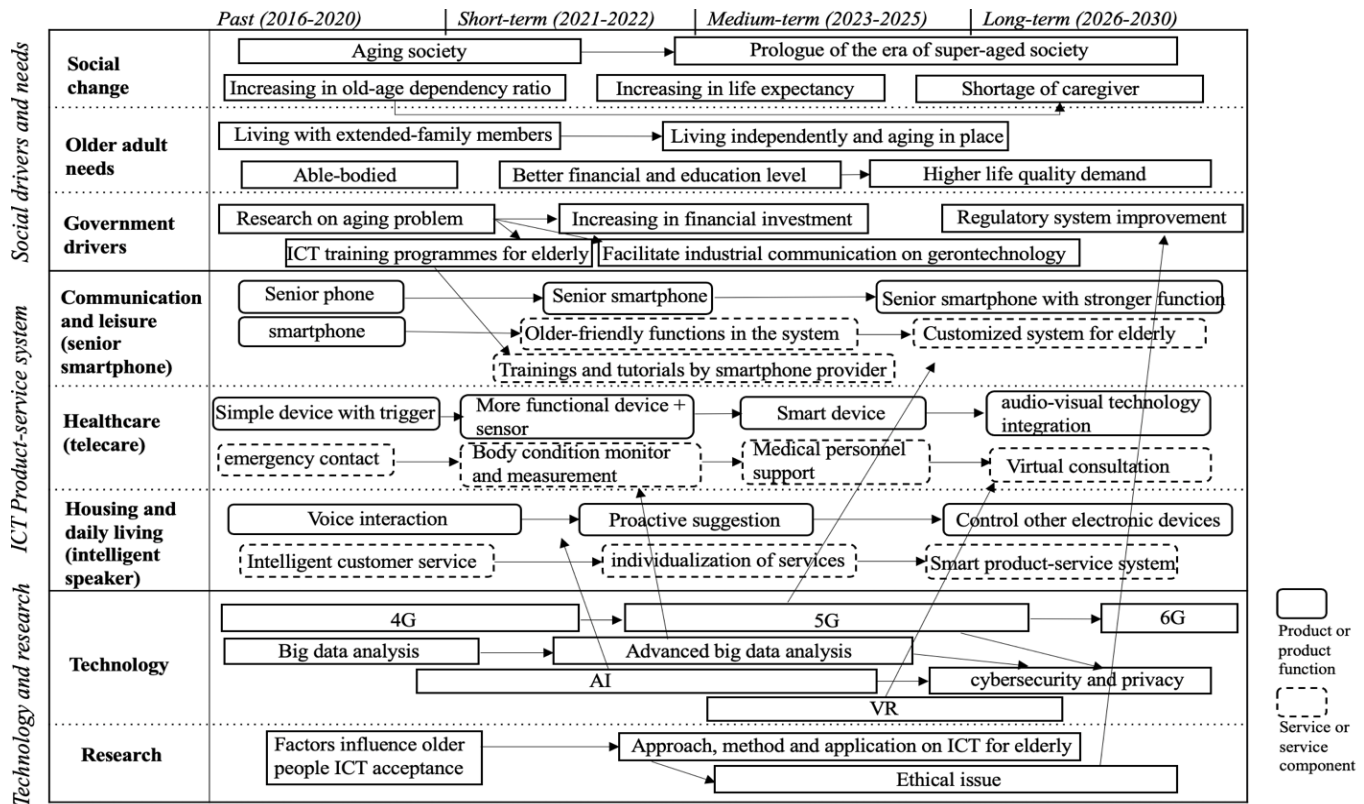 Past (2016-2020) Short-term (2021-2022) Medium-term (2023-2025) Long-term (2026-2030)
Social drivers and needs
Social
change
Aging society
Prologue of the era of super-aged society
Increasing in old-age dependency ratio
Increasing in life expectancy
Shortage of caregiver
Older adult
needs
Living with extended-family members
Living independently and aging in place
Able-bodied
Better financial and education level
Higher life quality demand
Government
drivers
Research on aging problem
Increasing in financial investment
Regulatory system improvement
ICT training programmes for elderly
Facilitate industrial communication on gerontechnology
ICT Product-service system
Communication
and leisure
(senior
smartphone)
Senior phone
Senior smartphone
Senior smartphone with stronger function
smartphone
Older-friendly functions in the system
Customized system for elderly
Trainings and tutorials by smartphone provider
Healthcare
(telecare)
Simple device with trigger
More functional device +
sensor
Smart device
audio-visual technology
integration
emergency contact
Body condition monitor
and measurement
Medical personnel
support
Virtual consultation
Housing and
daily living
(intelligent
speaker)
Voice interaction
Proactive suggestion
Control other electronic devices
Intelligent customer service
individualization of services
Smart product-service system
Technology and research
Technology
4G
5G
6G
Big data analysis
Advanced big data analysis
AI
cybersecurity and privacy
VR
Research
Factors influence older
people ICT acceptance
Approach, method and application on ICT for elderly
Ethical issue
Product or
product
function
Service or
service
component